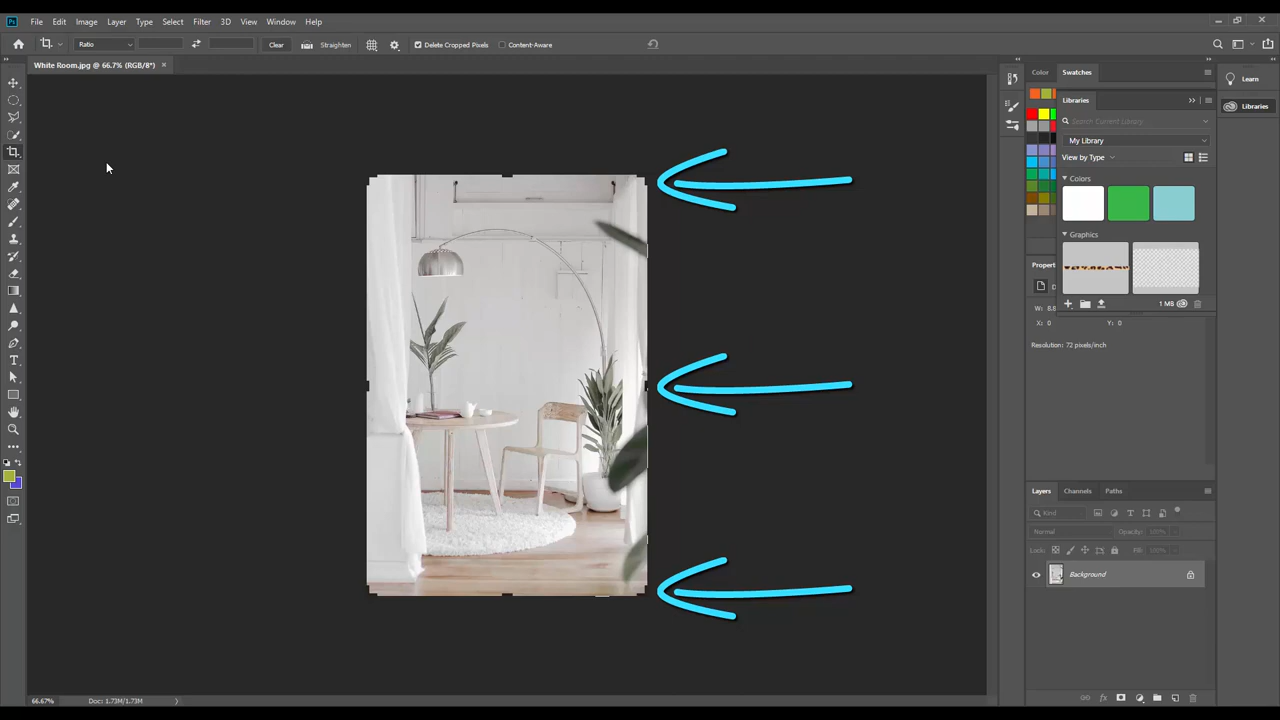 Ps File Edit Image Layer Type Select Filter 3D View Window Help
Ratio Clear Straighten Delete Cropped Pixels Content-Aware
White Room.jpg @ 66.7% (RGB/8*) ×
Color Swatches
Learn
Libraries
Libraries
Search Current Library...
My Library
View by Type
Colors
Graphics
1 MB
Propert
W: 8.8
X: 0 Y: 0
Resolution: 72 pixels/inch
Layers Channels Paths
Kind
Normal Opacity: 100%
Lock: Fill: 100%
Background
66.67% Doc: 1.73M/1.73M